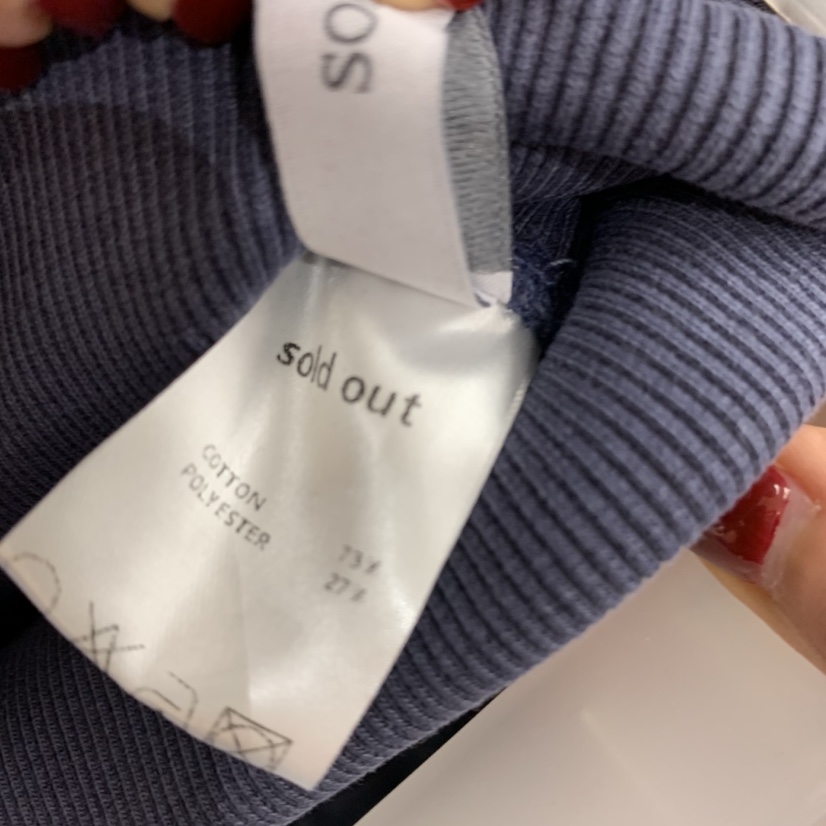 SO
sold out
COTTON 73%
POLYESTER 27%